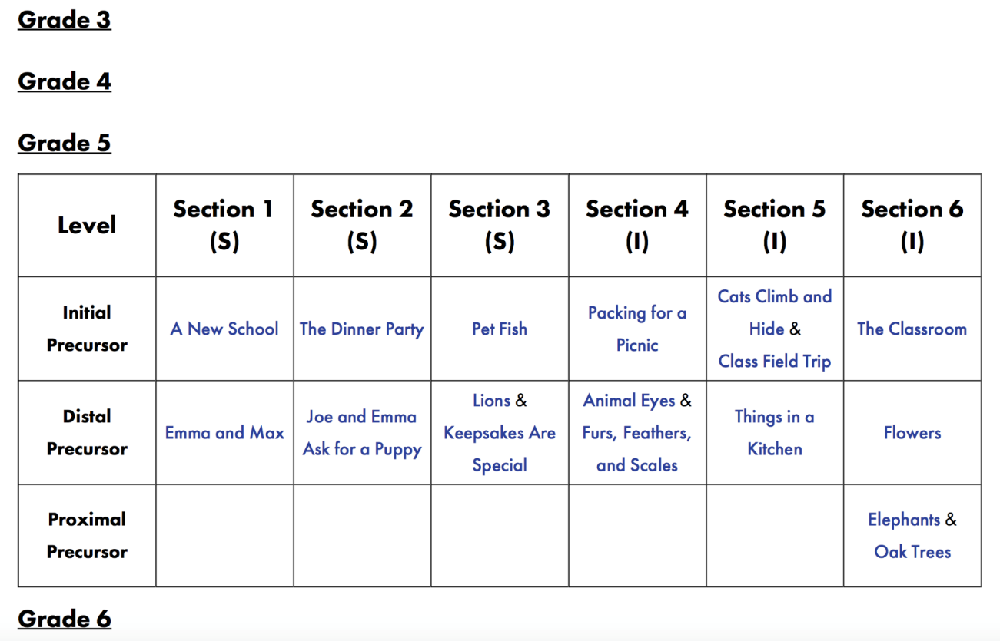 Grade 3
Grade 4
Grade 5
Level
Section 1
(S)
Section 2
(S)
Section 3
(S)
Section 4
(I)
Section 5
(I)
Section 6
(I)
Initial
Precursor
A New School
The Dinner Party
Pet Fish
Packing for a
Picnic
Cats Climb and
Hide &
Class Field Trip
The Classroom
Distal
Precursor
Emma and Max
Joe and Emma
Ask for a Puppy
Lions &
Keepsakes Are
Special
Animal Eyes &
Furs, Feathers,
and Scales
Things in a
Kitchen
Flowers
Proximal
Precursor
Elephants &
Oak Trees
Grade 6